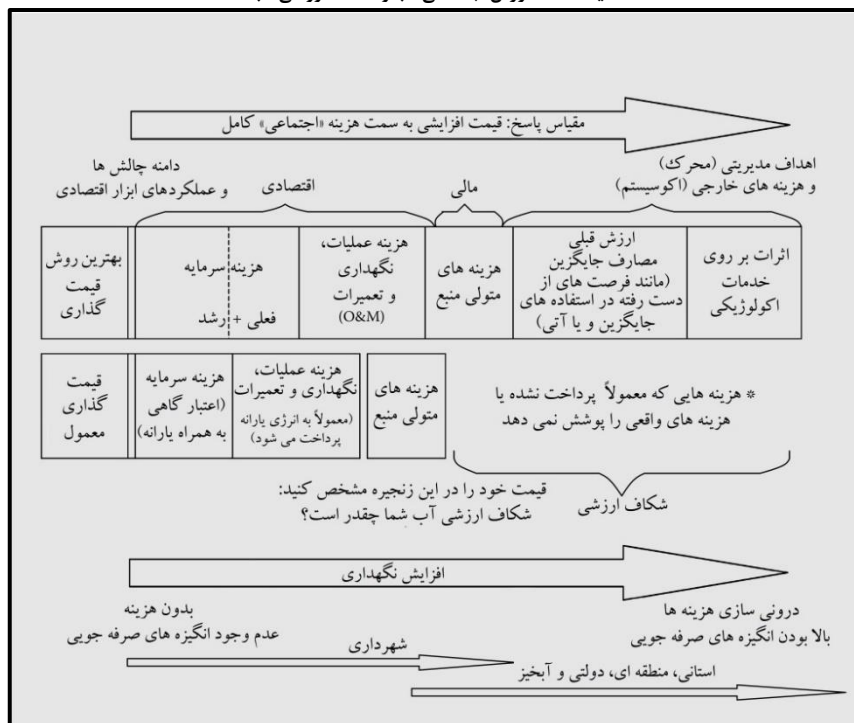 مقیاس پاسخ: قیمت افزایشی به سمت هزینه «اجتماعی» کامل
اهداف مدیریتی (محرک)
و هزینه های خارجی (اکوسیستم)
مالی
اقتصادی
دامنه چالش ها
و عملکردهای ابزار اقتصادی
بهترین روش
قیمت
گذاری
هزینه سرمایه
فعلی + رشد
هزینه عملیات،
نگهداری
و تعمیرات
(O&M)
هزینه های
متولی منبع
ارزش قبلی
مصارف جایگزین
(مانند فرصت های از
دست رفته در استفاده های
جایگزین و یا آتی)
اثرات بر روی
خدمات
اکولوژیکی
قیمت
گذاری
معمول
هزینه سرمایه
(اعتبار گاهی
به همراه یارانه)
هزینه عملیات،
نگهداری و تعمیرات
(معمولاً به انرژی یارانه
پرداخت می شود)
هزینه های
متولی منبع
* هزینه هایی که معمولاً پرداخت نشده یا
هزینه های واقعی را پوشش نمی دهد
شکاف ارزشی
قیمت خود را در این زنجیره مشخص کنید:
شکاف ارزشی آب شما چقدر است؟
افزایش نگهداری
بدون هزینه
عدم وجود انگیزه های صرفه جویی
درونی سازی هزینه ها
بالا بودن انگیزه های صرفه جویی
شهرداری
استانی، منطقه ای، دولتی و آبخیز